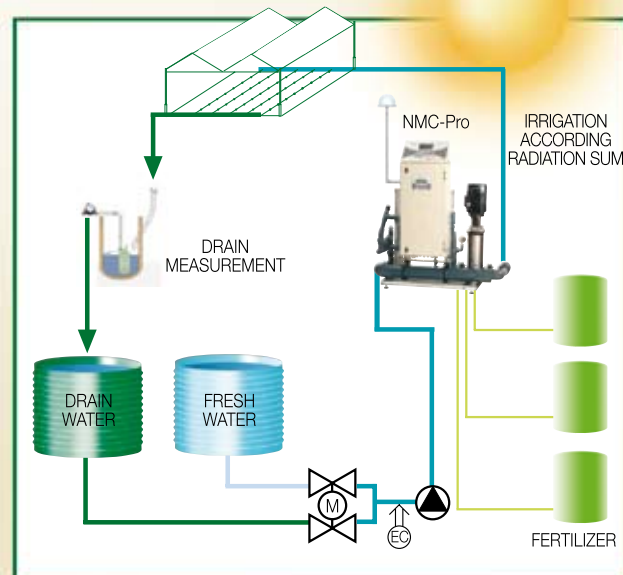 NMC-Pro
IRRIGATION
ACCORDING
RADIATION SUM
DRAIN
MEASUREMENT
DRAIN
WATER
FRESH
WATER
M
EC
FERTILIZER